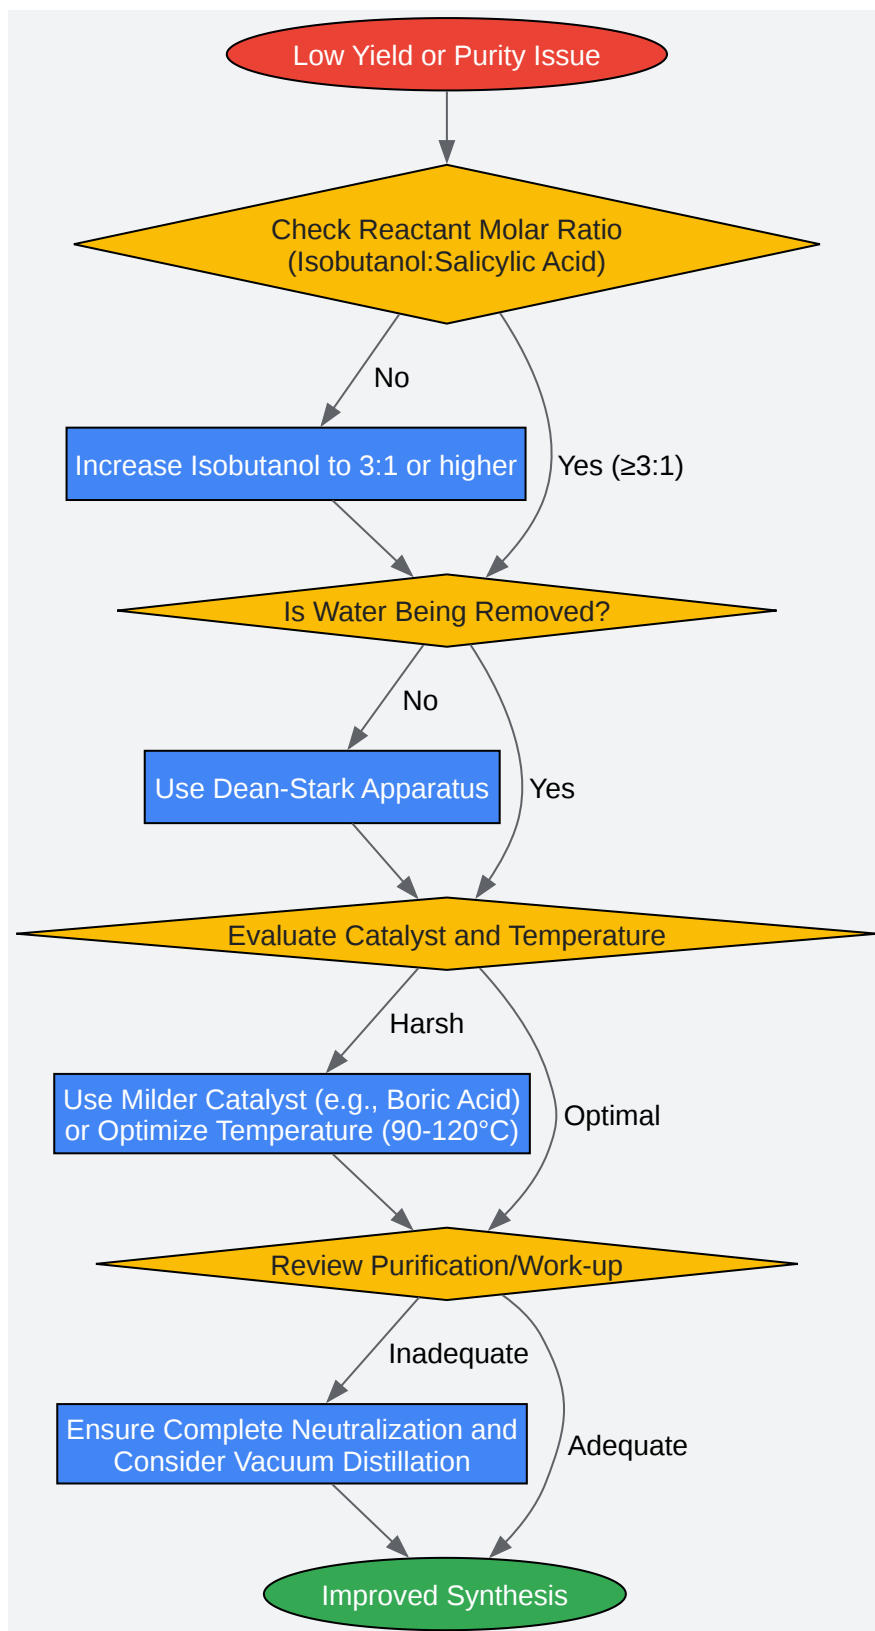 Low Yield or Purity Issue
Check Reactant Molar Ratio
(Isobutanol:Salicylic Acid)
No
Increase Isobutanol to 3:1 or higher
Yes (≥3:1)
Is Water Being Removed?
No
Use Dean-Stark Apparatus
Yes
Evaluate Catalyst and Temperature
Harsh
Use Milder Catalyst (e.g., Boric Acid)
or Optimize Temperature (90-120°C)
Optimal
Review Purification/Work-up
Inadequate
Ensure Complete Neutralization and
Consider Vacuum Distillation
Adequate
Improved Synthesis